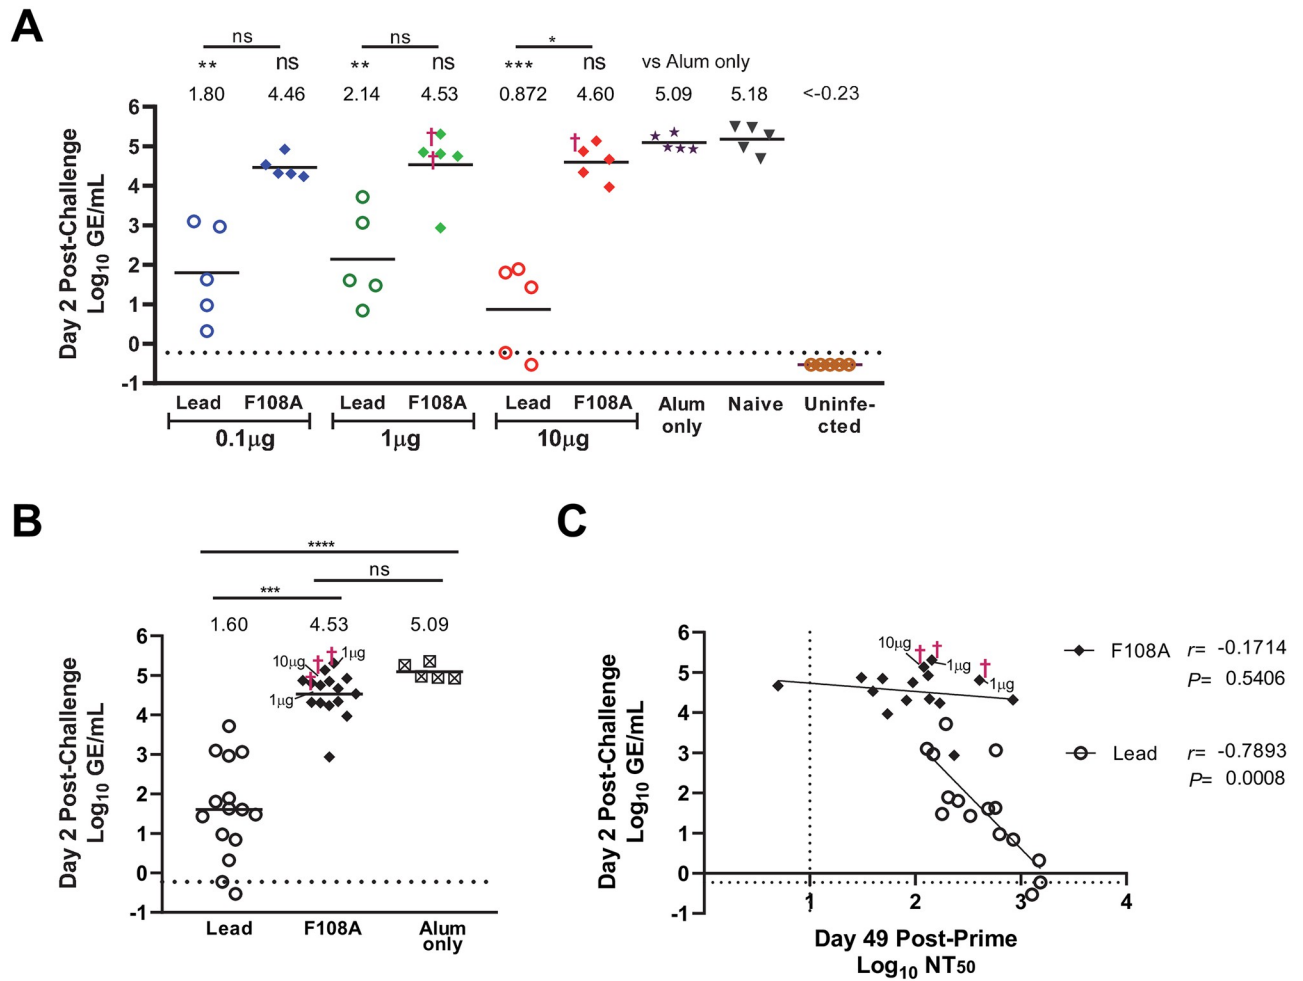 A
ns ns *
** ns ** ns *** ns vs Alum only
1.80 4.46 2.14 4.53 0.872 4.60 5.09 5.18 <-0.23
Day 2 Post-Challenge
Log10 GE/mL
6
5
4
3
2
1
0
-1
† † †
Lead F108A Lead F108A Lead F108A Alum only Naive Uninfe-
cted
0.1µg 1µg 10µg
B
****
ns
***
1.60 4.53 5.09
Day 2 Post-Challenge
Log10 GE/mL
6
5
4
3
2
1
0
-1
10µg † † 1µg
†
1µg
Lead F108A Alum
only
C
Day 2 Post-Challenge
Log10 GE/mL
6
5
4
3
2
1
0
-1
10µg † †
1µg †
1µg
1 2 3 4
Day 49 Post-Prime
Log10 NT50
F108A r= -0.1714
P= 0.5406
Lead r= -0.7893
P= 0.0008